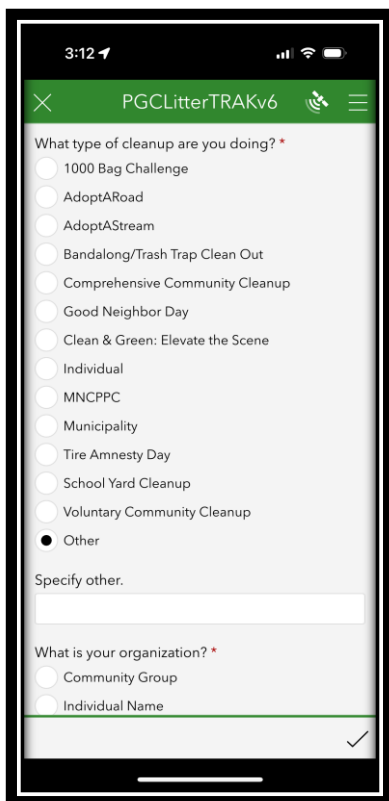 3:12
PGCLitterTRAKv6
What type of cleanup are you doing? *
1000 Bag Challenge
AdoptARoad
AdoptAStream
Bandalong/Trash Trap Clean Out
Comprehensive Community Cleanup
Good Neighbor Day
Clean & Green: Elevate the Scene
Individual
MNCPPC
Municipality
Tire Amnesty Day
School Yard Cleanup
Voluntary Community Cleanup
Other
Specify other.
What is your organization? *
Community Group
Individual Name